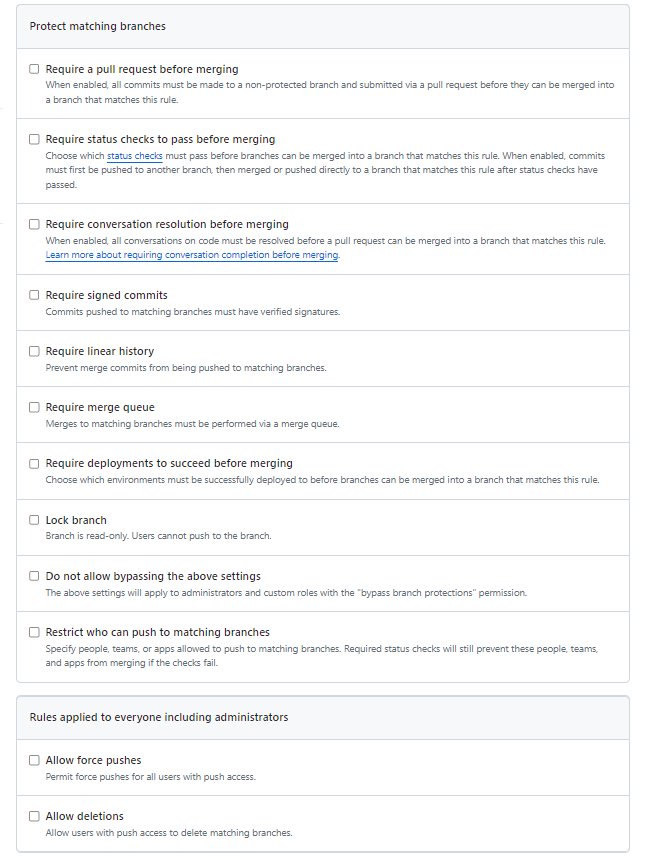 Protect matching branches
Require a pull request before merging
When enabled, all commits must be made to a non-protected branch and submitted via a pull request before they can be merged into
a branch that matches this rule.
Require status checks to pass before merging
Choose which status checks must pass before branches can be merged into a branch that matches this rule. When enabled, commits
must first be pushed to another branch, then merged or pushed directly to a branch that matches this rule after status checks have
passed.
Require conversation resolution before merging
When enabled, all conversations on code must be resolved before a pull request can be merged into a branch that matches this rule.
Learn more about requiring conversation completion before merging.
Require signed commits
Commits pushed to matching branches must have verified signatures.
Require linear history
Prevent merge commits from being pushed to matching branches.
Require merge queue
Merges to matching branches must be performed via a merge queue.
Require deployments to succeed before merging
Choose which environments must be successfully deployed to before branches can be merged into a branch that matches this rule.
Lock branch
Branch is read-only. Users cannot push to the branch.
Do not allow bypassing the above settings
The above settings will apply to administrators and custom roles with the "bypass branch protections" permission.
Restrict who can push to matching branches
Specify people, teams, or apps allowed to push to matching branches. Required status checks will still prevent these people, teams,
and apps from merging if the checks fail.
Rules applied to everyone including administrators
Allow force pushes
Permit force pushes for all users with push access.
Allow deletions
Allow users with push access to delete matching branches.